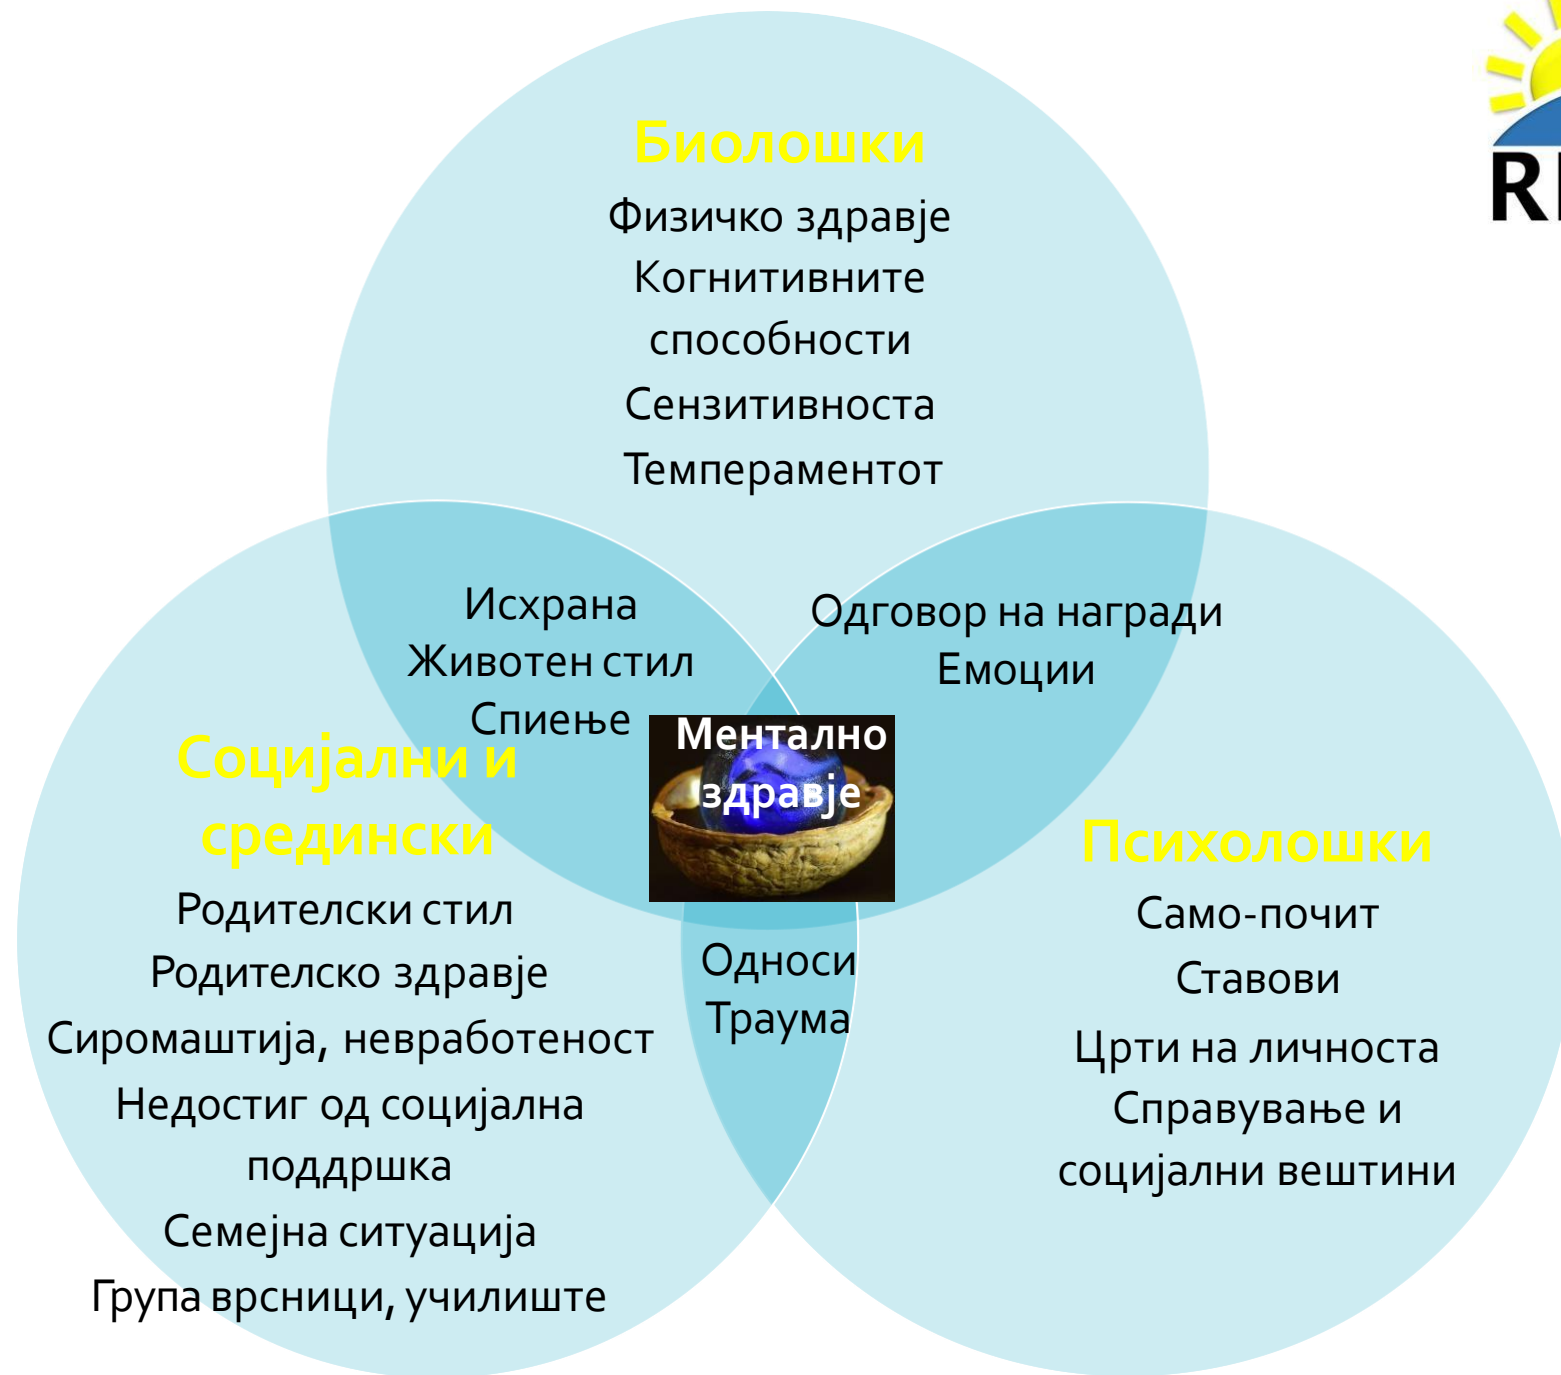 Биолошки
Физичко здравје
Когнитивните
способности
Сензитивноста
Темпераментот
Исхрана
Животен стил
Спиење
Одговор на награди
Емоции
Ментално
здравје
Социјални и
средински
Родителски стил
Родителско здравје
Сиромаштија, невработеност
Недостиг од социјална
поддршка
Семејна ситуација
Група врсници, училиште
Односи
Траума
Психолошки
Само-почит
Ставови
Црти на личноста
Справување и
социјални вештини